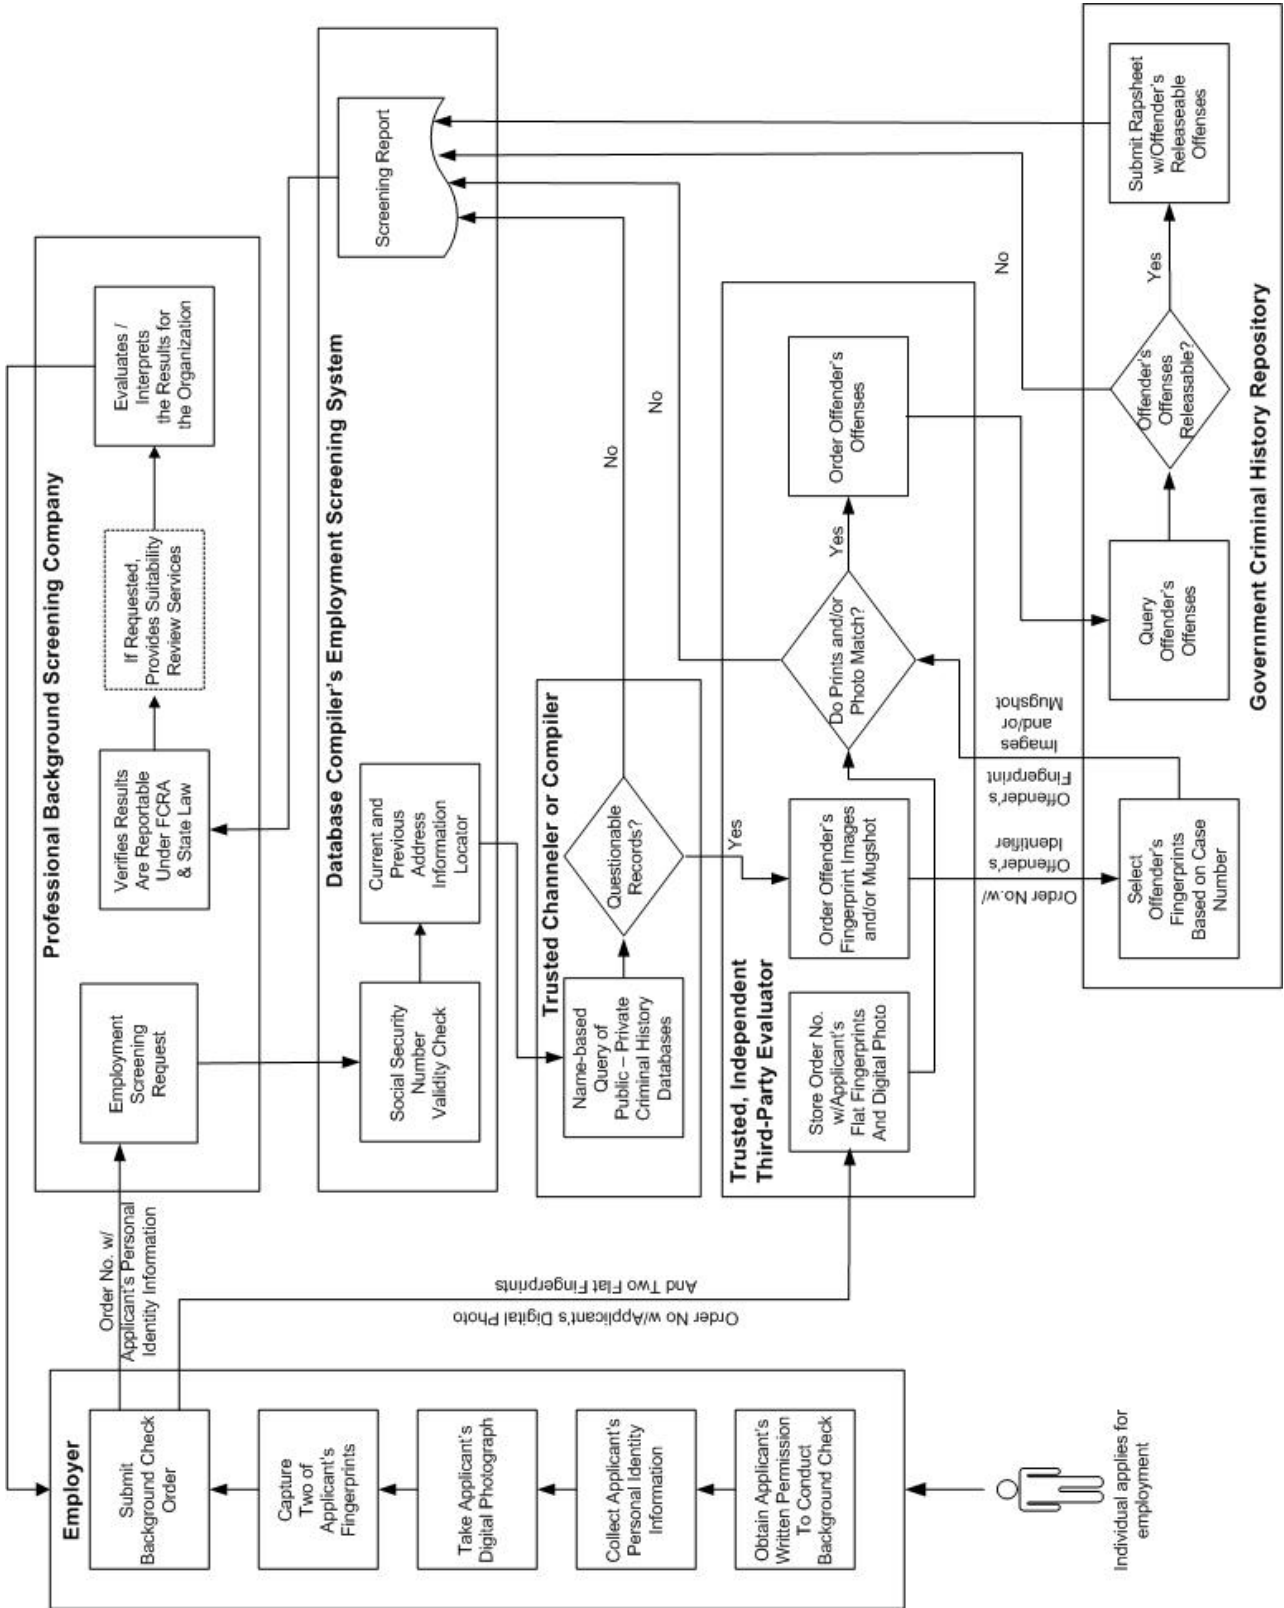 Employer
Submit
Background Check
Order
Capture
Two of
Applicant's
Fingerprints
Take Applicant's
Digital Photograph
Collect Applicant's
Personal Identity
Information
Obtain Applicant's
Written Permission
To Conduct
Background Check
Individual applies for
employment
Order No. w/
Applicant's Personal
Identity Information
Order No w/Applicant's Digital Photo
And Two Flat Fingerprints
Professional Background Screening Company
Employment
Screening
Request
Verifies Results
Are Reportable
Under FCRA
& State Law
If Requested,
Provides Suitability
Review Services
Evaluates /
Interprets
the Results for
the Organization
Database Compiler's Employment Screening System
Social Security
Number
Validity Check
Current and
Previous
Address
Information
Locator
Screening Report
Trusted Channeler or Compiler
Name-based
Query of
Public – Private
Criminal History
Databases
Questionable
Records?
No
Yes
Trusted, Independent
Third-Party Evaluator
Store Order No.
w/Applicant's
Flat Fingerprints
And Digital Photo
Order Offender's
Fingerprint Images
and/or Mugshot
Do Prints and/or
Photo Match?
No
Yes
Order Offender's
Offenses
Order No.w/
Offender's
Identifier
Offender's
Fingerprint
Images
and/or
Mugshot
Select
Offender's
Fingerprints
Based on Case
Number
Query
Offender's
Offenses
Offender's
Offenses
Releasable?
No
Yes
Submit Rapsheet
w/Offender's
Releaseable
Offenses
Government Criminal History Repository